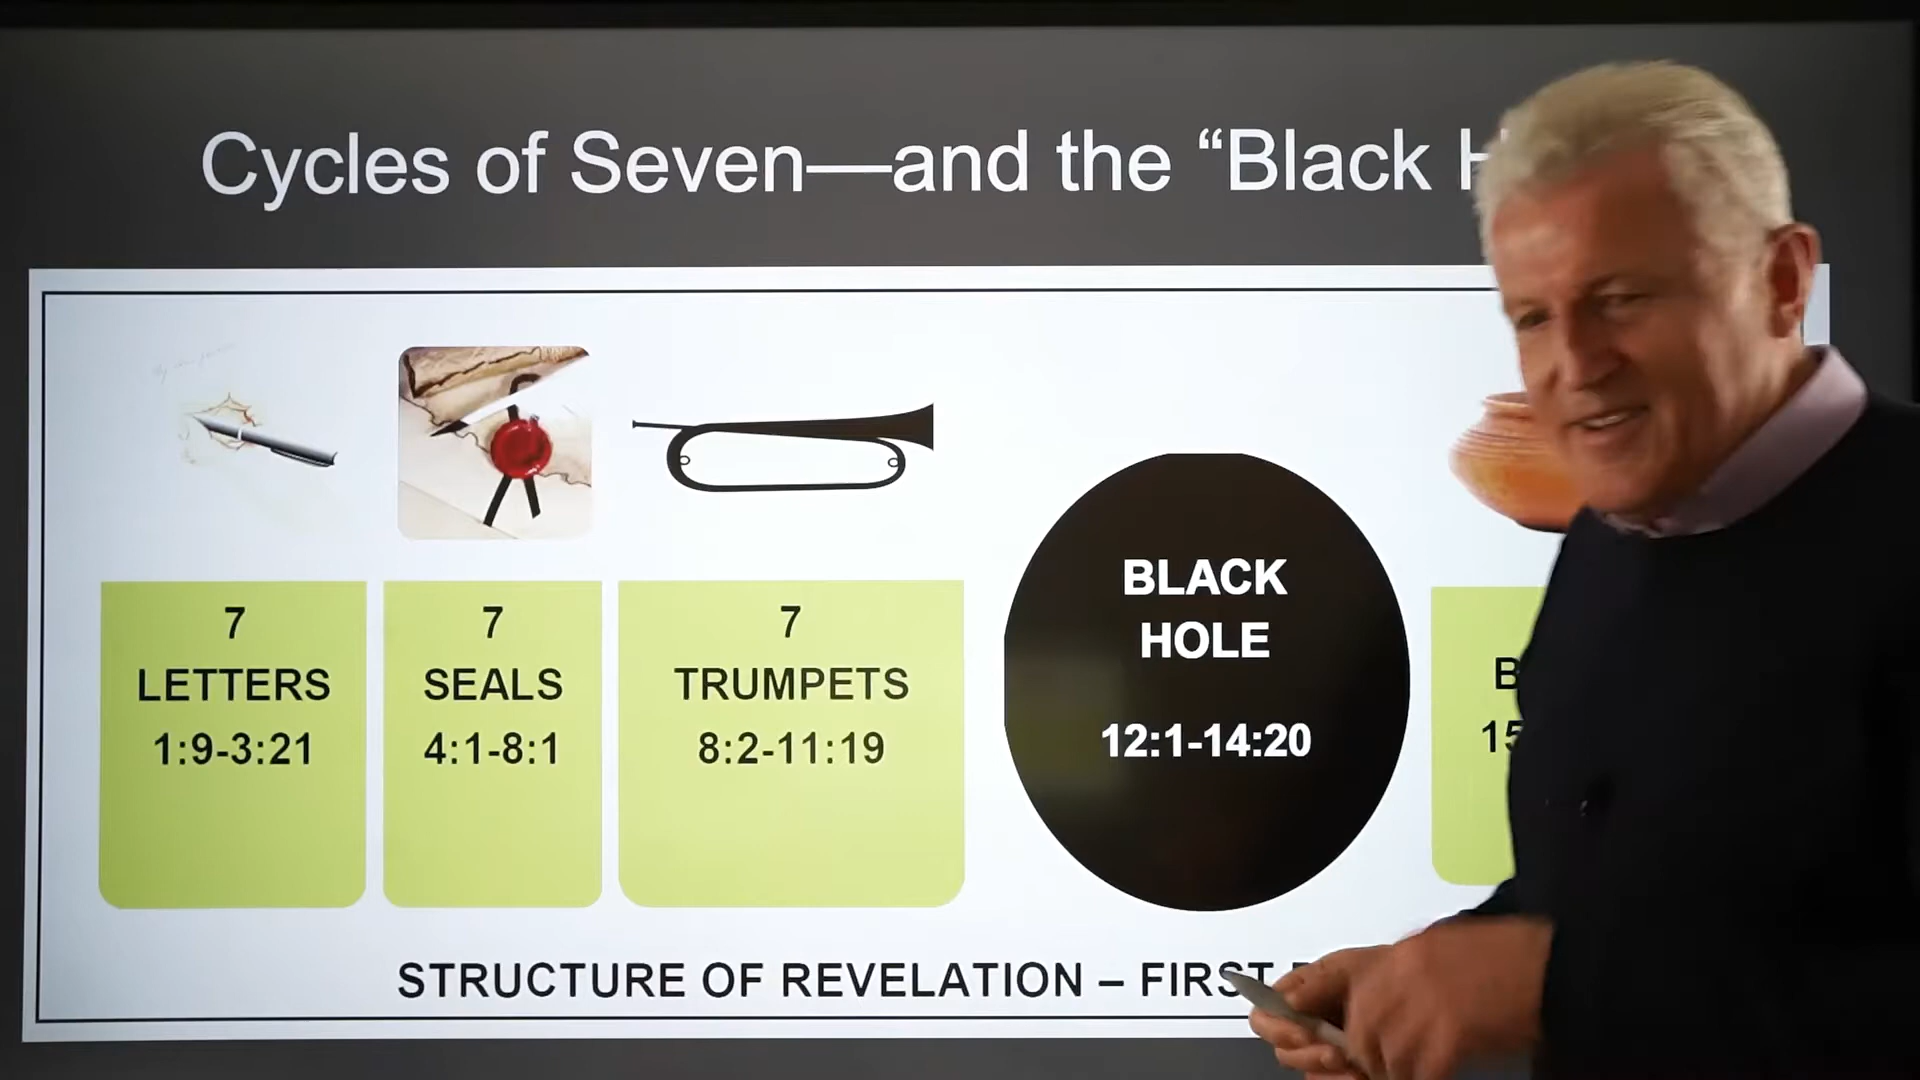 Cycles of Seven—and the “Black
7
LETTERS
1:9-3:21
7
SEALS
4:1-8:1
7
TRUMPETS
8:2-11:19
BLACK
HOLE
12:1-14:20
STRUCTURE OF REVELATION – FIRST